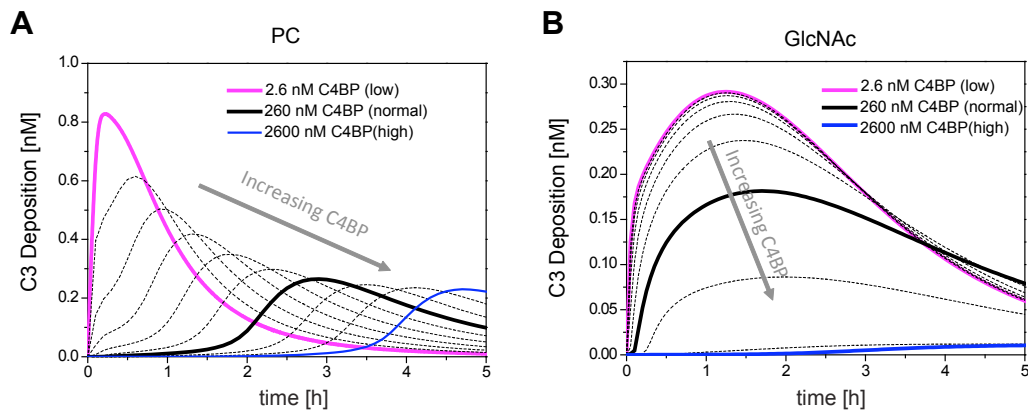 A
PC
C3 Deposition [nM]
1.0
0.8
0.6
0.4
0.2
0.0
2.6 nM C4BP (low)
260 nM C4BP (normal)
2600 nM C4BP(high)
Increasing C4BP
0 1 2 3 4 5
time [h]
B
GlcNAc
C3 Deposition [nM]
0.30
0.25
0.20
0.15
0.10
0.05
0.00
2.6 nM C4BP (low)
260 nM C4BP (normal)
2600 nM C4BP(high)
Increasing C4BP
0 1 2 3 4 5
time [h]